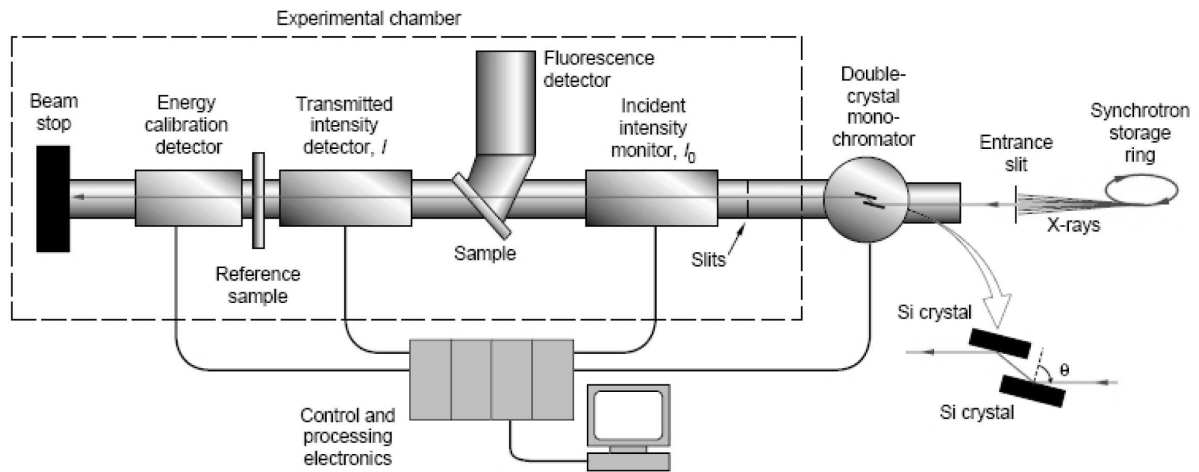 Experimental chamber
Beam
stop
Energy
calibration
detector
Transmitted
intensity
detector, I
Fluorescence
detector
Incident
intensity
monitor, I₀
Double-
crystal
mono-
chromator
Entrance
slit
Synchrotron
storage
ring
X-rays
Reference
sample
Sample
Slits
Si crystal
θ
Si crystal
Control and
processing
electronics